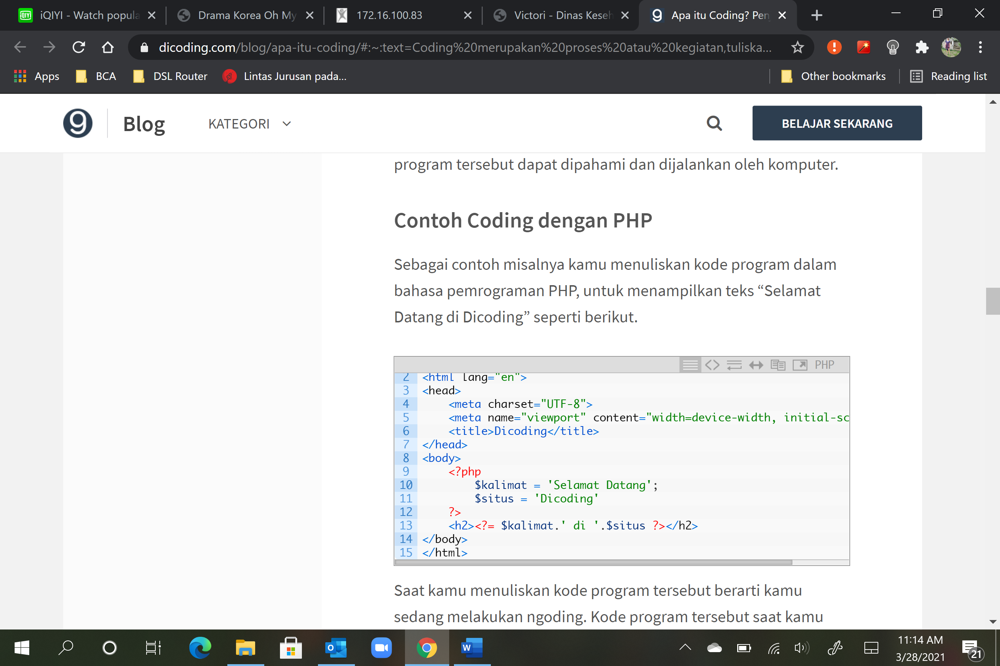 iQIYI - Watch popula
Drama Korea Oh My
172.16.100.83
Victori - Dinas Keseh
Apa itu Coding? Pen
dicoding.com/blog/apa-itu-coding/#:~:text=Coding%20merupakan%20proses%20atau%20kegiatan,tuliska...
Apps
BCA
DSL Router
Lintas Jurusan pada...
Other bookmarks
Reading list
Blog
KATEGORI
BELAJAR SEKARANG
program tersebut dapat dipahami dan dijalankan oleh komputer.
Contoh Coding dengan PHP
Sebagai contoh misalnya kamu menuliskan kode program dalam
bahasa pemrograman PHP, untuk menampilkan teks “Selamat
Datang di Dicoding” seperti berikut.
PHP
2 <html lang="en">
3 <head>
4     <meta charset="UTF-8">
5     <meta name="viewport" content="width=device-width, initial-sc
6     <title>Dicoding</title>
7 </head>
8 <body>
9     <?php
10         $kalimat = 'Selamat Datang';
11         $situs = 'Dicoding'
12     ?>
13     <h2><?= $kalimat.' di '.$situs ?></h2>
14 </body>
15 </html>
Saat kamu menuliskan kode program tersebut berarti kamu
sedang melakukan ngoding. Kode program tersebut saat kamu
11:14 AM
3/28/2021
21